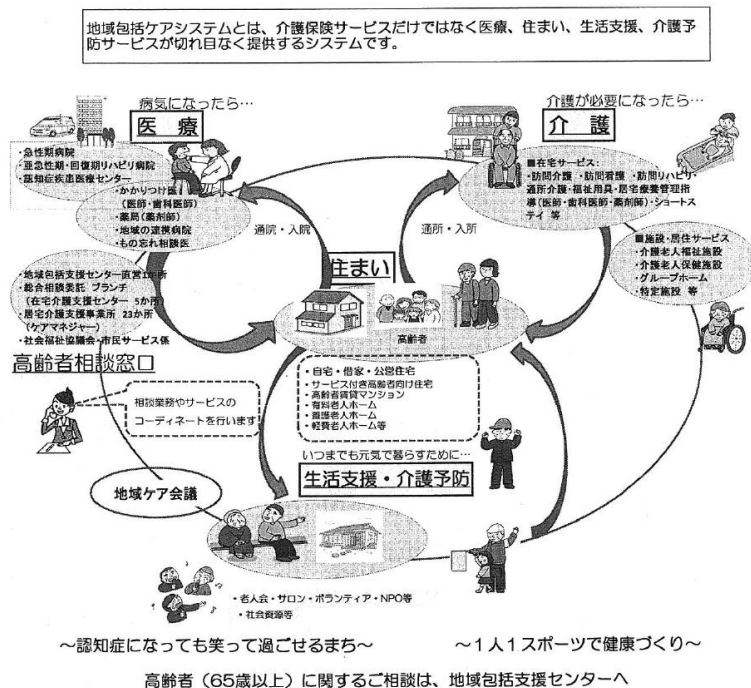 地域包括ケアシステムとは、介護保険サービスだけではなく医療、住まい、生活支援、介護予
防サービスが切れ目なく提供するシステムです。
病気になったら…
医療
・急性期病院
・亜急性期・回復期リハビリ病院
・認知症疾患医療センター
・かかりつけ医
(医師・歯科医師)
・薬局(薬剤師)
・地域の連携病院
・もの忘れ相談医
通院・入院
介護が必要になったら…
介護
■在宅サービス:
・訪問介護・訪問看護・訪問リハビリ・
通所介護・福祉用具・居宅療養管理指
導(医師・歯科医師・薬剤師)・ショートス
テイ 等
通所・入所
■施設・居住サービス
・介護老人福祉施設
・介護老人保健施設
・グループホーム
・特定施設 等
住まい
高齢者
・自宅・借家・公営住宅
・サービス付き高齢者向け住宅
・高齢者賃貸マンション
・有料老人ホーム
・養護老人ホーム
・軽費老人ホーム等
・地域包括支援センター直営1か所
・総合相談委託 ブランチ
(在宅介護支援センター 5か所)
・居宅介護支援事業所 23か所
(ケアマネジャー)
・社会福祉協議会・市民サービス係
高齢者相談窓口
相談業務やサービスの
コーディネートを行います
地域ケア会議
いつまでも元気で暮らすために…
生活支援・介護予防
・老人会・サロン・ボランティア・NPO等
・社会資源等
～認知症になっても笑って過ごせるまち～
～1人1スポーツで健康づくり～
高齢者(65歳以上)に関するご相談は、地域包括支援センターへ